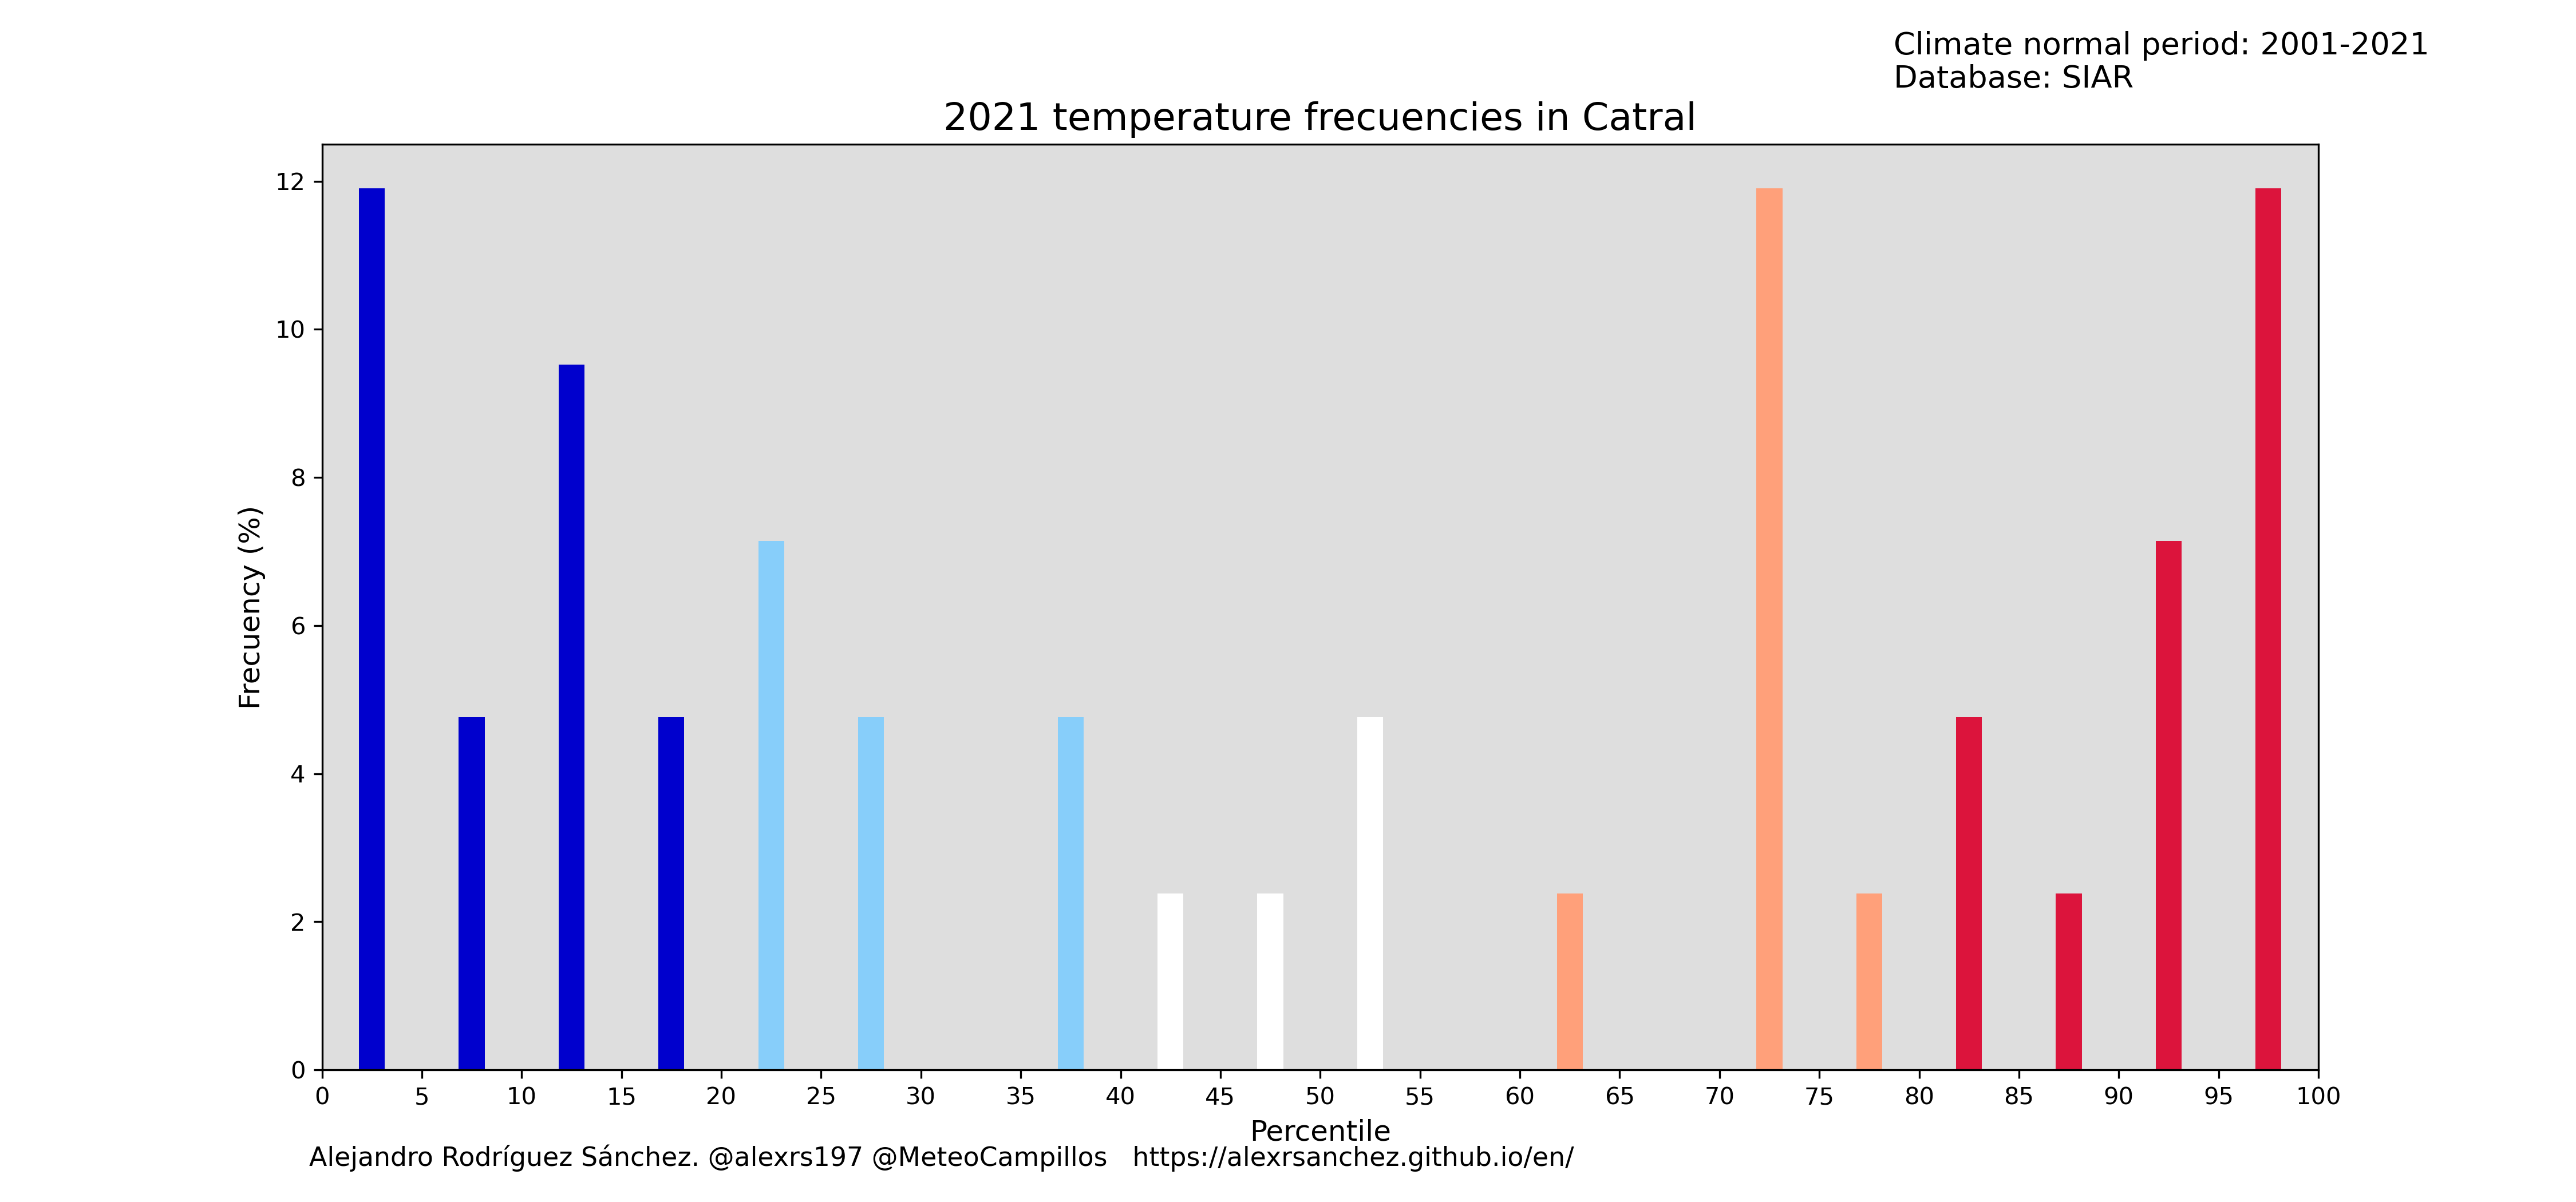 Climate normal period: 2001-2021
Database: SIAR
2021 temperature frecuencies in Catral
12
10
8
6
4
2
0
Frecuency (%)
0 5 10 15 20 25 30 35 40 45 50 55 60 65 70 75 80 85 90 95 100
Percentile
Alejandro Rodríguez Sánchez. @alexrs197 @MeteoCampillos https://alexrsanchez.github.io/en/